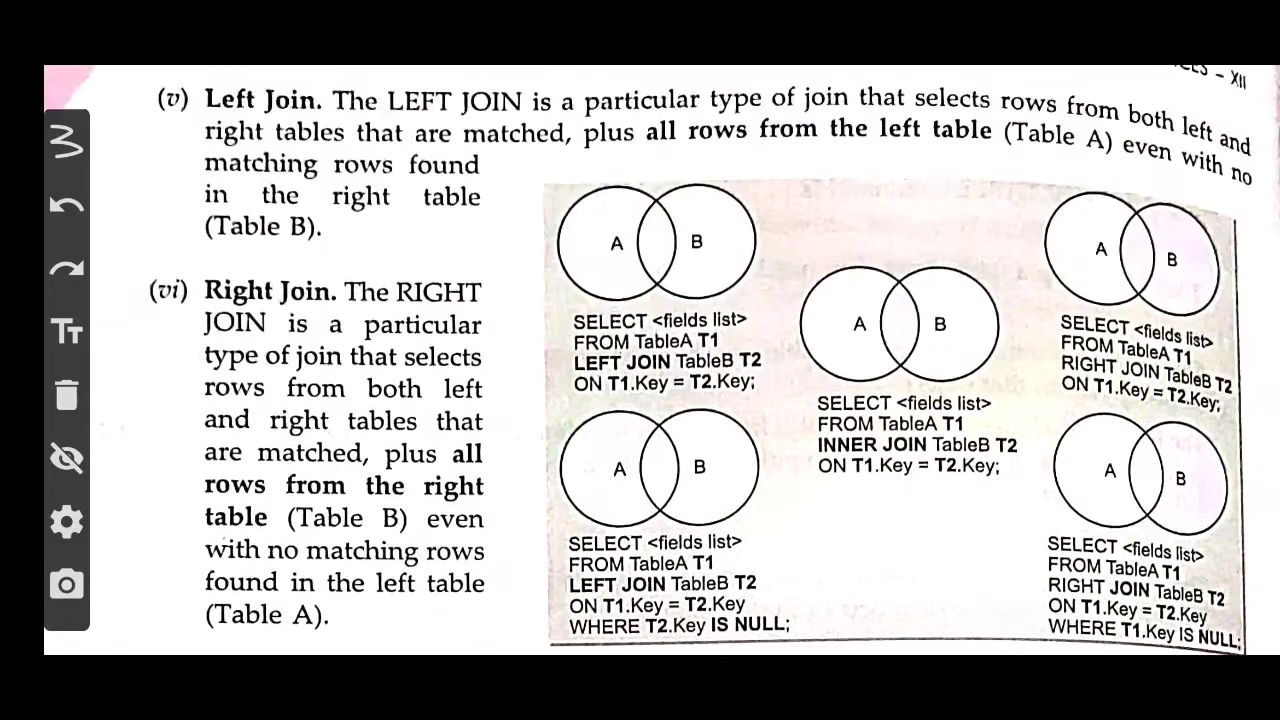 XII
(v) Left Join. The LEFT JOIN is a particular type of join that selects rows from both left and
right tables that are matched, plus all rows from the left table (Table A) even with no
matching rows found
in the right table
(Table B).
(vi) Right Join. The RIGHT
JOIN is a particular
type of join that selects
rows from both left
and right tables that
are matched, plus all
rows from the right
table (Table B) even
with no matching rows
found in the left table
(Table A).
A B
SELECT <fields list>
FROM TableA T1
LEFT JOIN TableB T2
ON T1.Key = T2.Key;
A B
SELECT <fields list>
FROM TableA T1
LEFT JOIN TableB T2
ON T1.Key = T2.Key
WHERE T2.Key IS NULL;
A B
SELECT <fields list>
FROM TableA T1
INNER JOIN TableB T2
ON T1.Key = T2.Key;
A B
SELECT <fields list>
FROM TableA T1
RIGHT JOIN TableB T2
ON T1.Key = T2.Key;
A B
SELECT <fields list>
FROM TableA T1
RIGHT JOIN TableB T2
ON T1.Key = T2.Key
WHERE T1.Key IS NULL;
TT